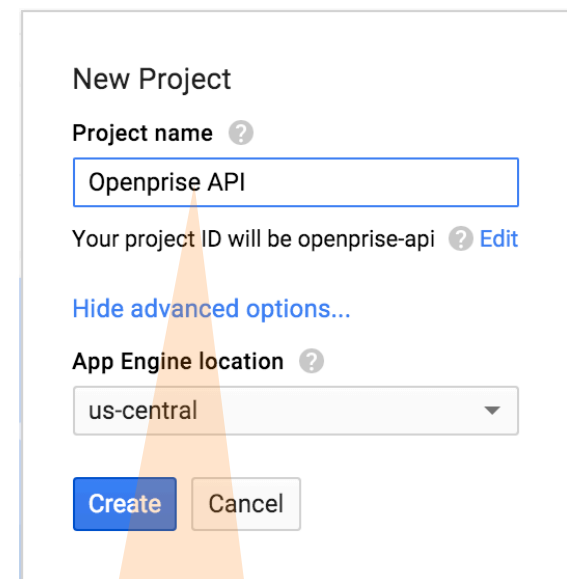 New Project
Project name ?
Openprise API
Your project ID will be openprise-api ? Edit
Hide advanced options...
App Engine location ?
us-central
Create Cancel